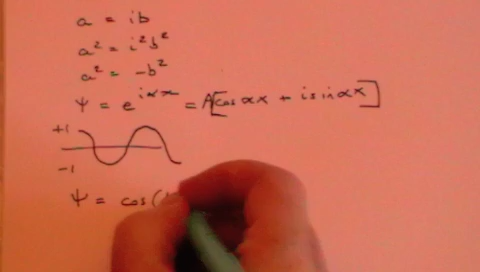 a = ib
a² = i²b²
a² = -b²
Ψ = e^iαx = A[cos αx + i sin αx]
+1
-1
Ψ = cos(